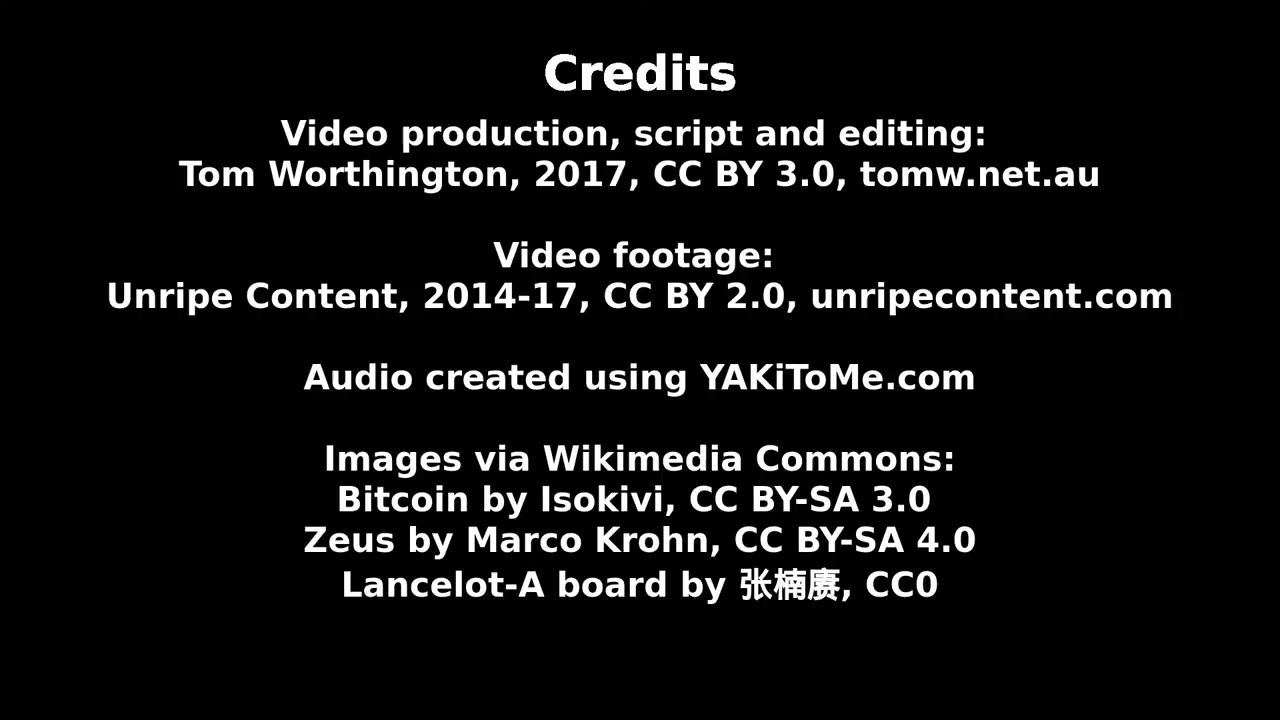 Credits
Video production, script and editing:
Tom Worthington, 2017, CC BY 3.0, tomw.net.au
Video footage:
Unripe Content, 2014-17, CC BY 2.0, unripecontent.com
Audio created using YAKiToMe.com
Images via Wikimedia Commons:
Bitcoin by Isokivi, CC BY-SA 3.0
Zeus by Marco Krohn, CC BY-SA 4.0
Lancelot-A board by 张楠赓, CC0